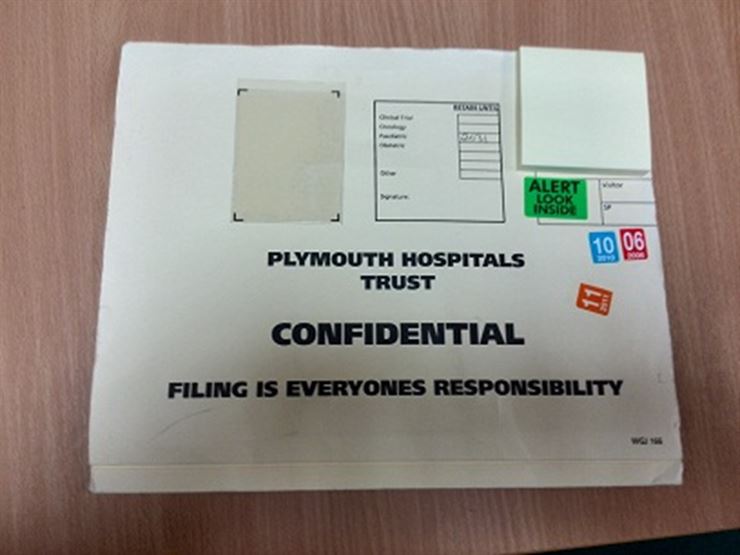 RETAIN UNTIL
Clinical Trial
Oncology
Paediatric
2031
Obstetric
Other
Signature
ALERT
LOOK
INSIDE
Visitor
SP
10
2010
06
2006
11
2011
PLYMOUTH HOSPITALS
TRUST
CONFIDENTIAL
FILING IS EVERYONES RESPONSIBILITY
WGJ 166